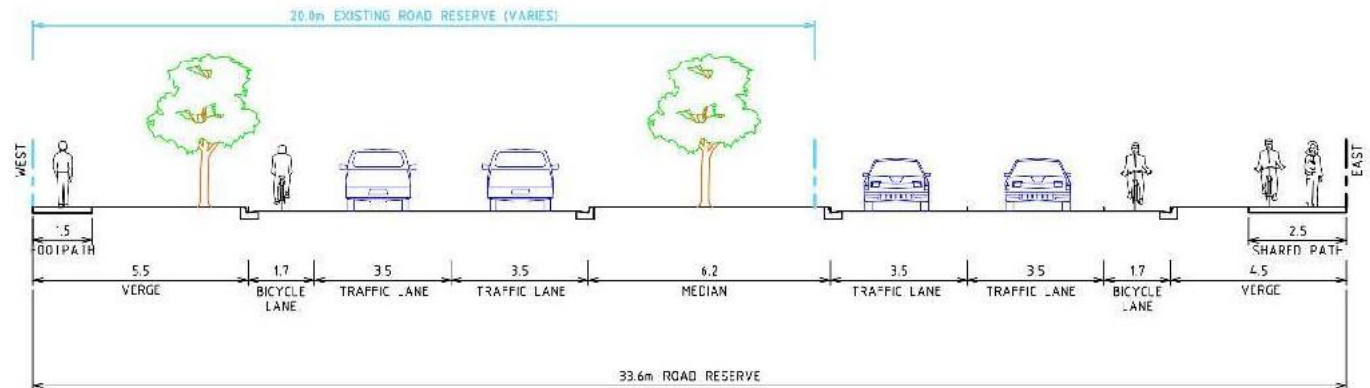 20.0m EXISTING ROAD RESERVE (VARIES)
WEST
EAST
1.5
FOOTPATH
2.5
SHARED PATH
5.5
VERGE
1.7
BICYCLE
LANE
3.5
TRAFFIC LANE
3.5
TRAFFIC LANE
6.2
MEDIAN
3.5
TRAFFIC LANE
3.5
TRAFFIC LANE
1.7
BICYCLE
LANE
4.5
VERGE
33.6m ROAD RESERVE